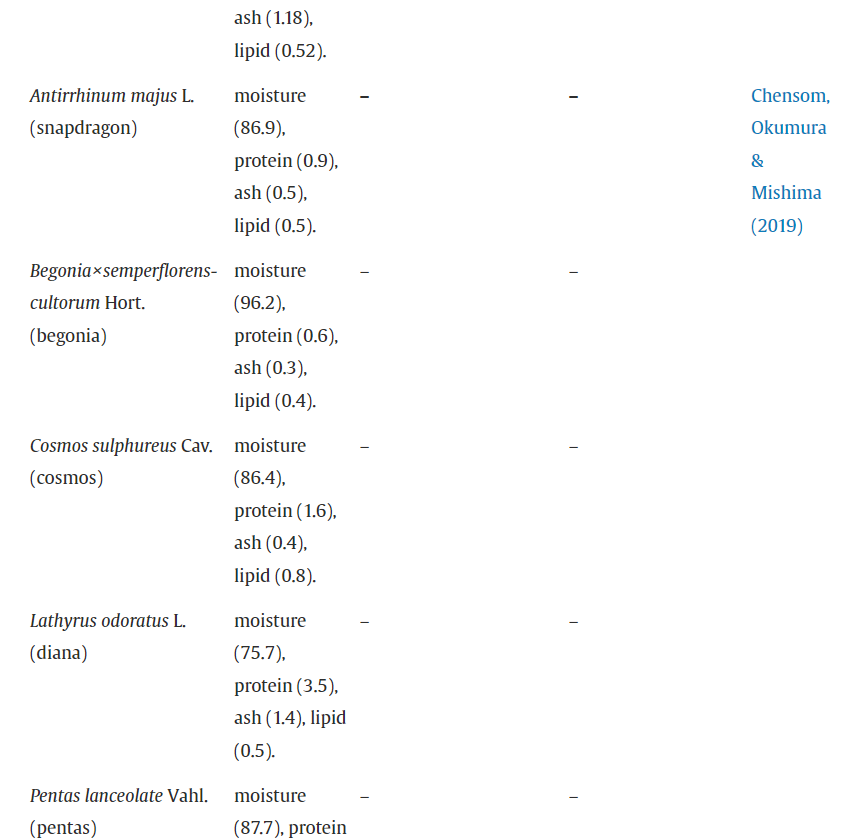 ash (1.18),
lipid (0.52).
Antirrhinum majus L.
(snapdragon)
moisture
(86.9),
protein (0.9),
ash (0.5),
lipid (0.5).
–
–
Chensom,
Okumura
&
Mishima
(2019)
Begonia×semperflorens-
cultorum Hort.
(begonia)
moisture
(96.2),
protein (0.6),
ash (0.3),
lipid (0.4).
–
–
Cosmos sulphureus Cav.
(cosmos)
moisture
(86.4),
protein (1.6),
ash (0.4),
lipid (0.8).
–
–
Lathyrus odoratus L.
(diana)
moisture
(75.7),
protein (3.5),
ash (1.4), lipid
(0.5).
–
–
Pentas lanceolate Vahl.
(pentas)
moisture
(87.7), protein
–
–